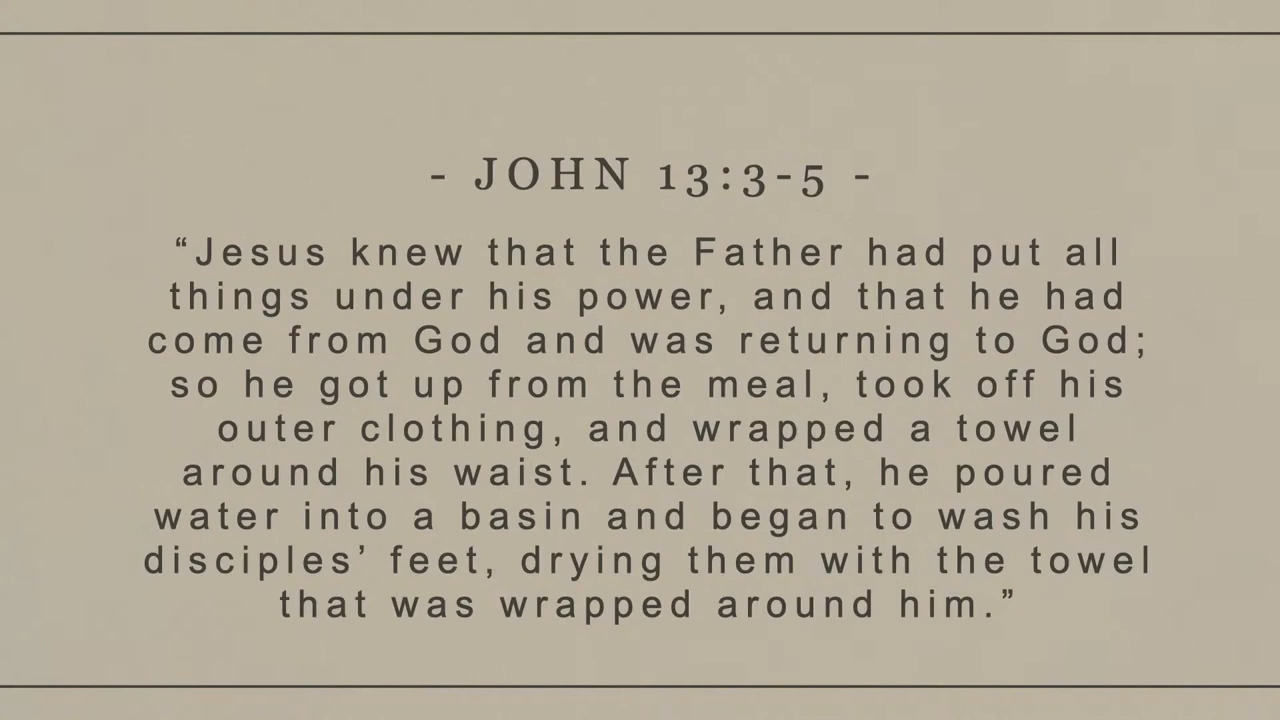 - JOHN 13:3-5 -
“Jesus knew that the Father had put all
things under his power, and that he had
come from God and was returning to God;
so he got up from the meal, took off his
outer clothing, and wrapped a towel
around his waist. After that, he poured
water into a basin and began to wash his
disciples’ feet, drying them with the towel
that was wrapped around him.”